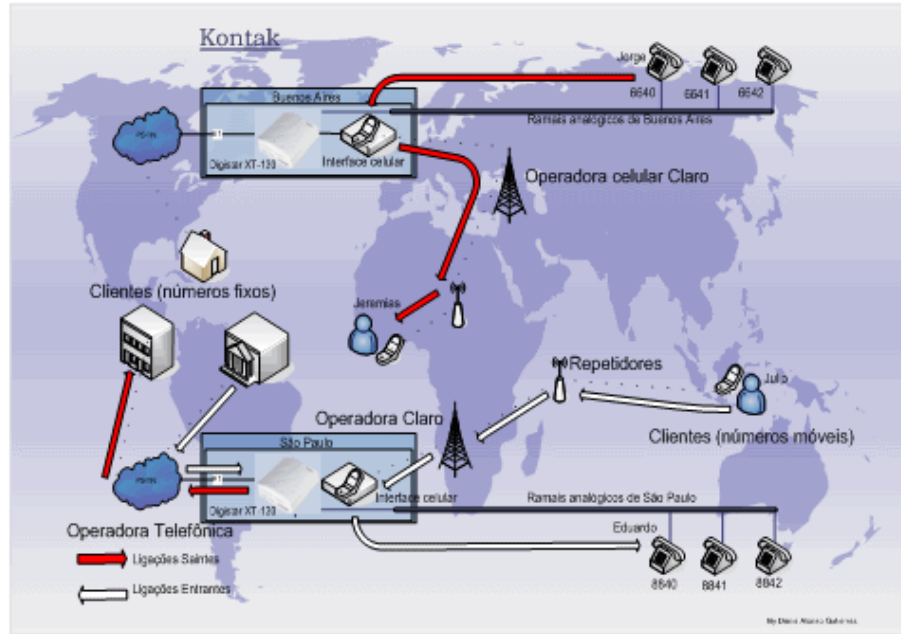 Kontak
Jorge
6640
6641
6642
Buenos Aires
Ramais analógicos de Buenos Aires
Digistar XT-130
Interface celular
Operadora celular Claro
Clientes (números fixos)
Jeremias
Repetidores
Julio
Operadora Claro
Clientes (números móveis)
São Paulo
Interface celular
Ramais analógicos de São Paulo
Digistar XT-130
Eduardo
Operadora Telefônica
Ligações Saintes
8840
8841
8842
Ligações Entrantes